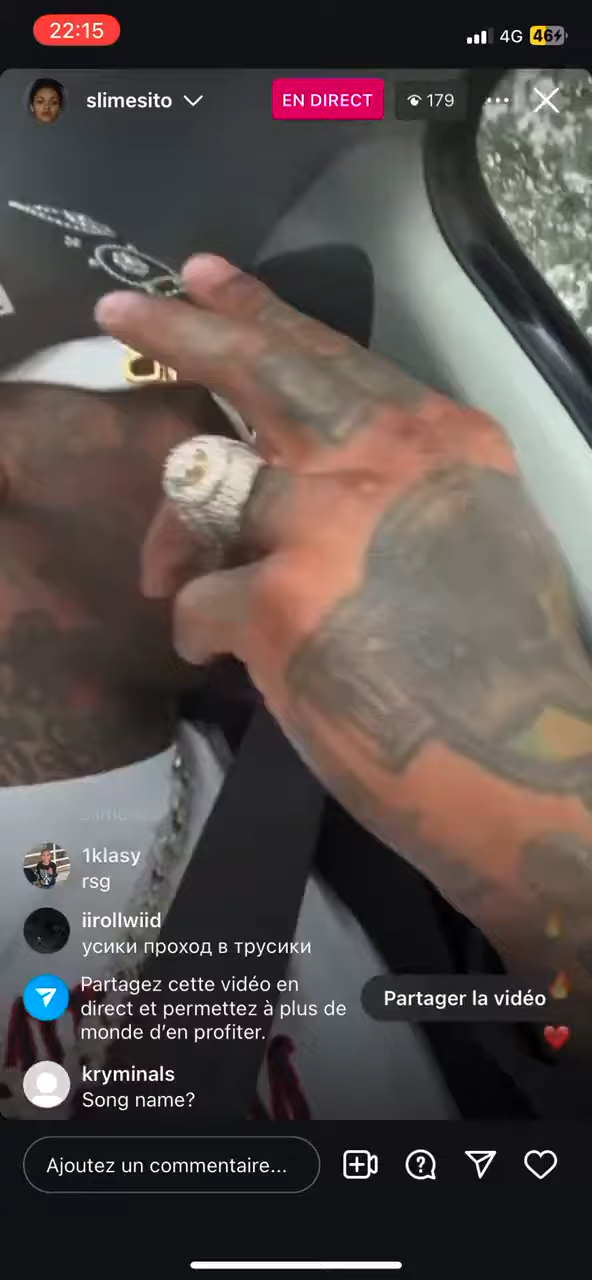 22:15
4G
46
slimesito
EN DIRECT
179
1klasy
rsg
iirollwiid
усики проход в трусики
Partagez cette vidéo en
direct et permettez à plus de
monde d'en profiter.
Partager la vidéo
kryminals
Song name?
Ajoutez un commentaire...